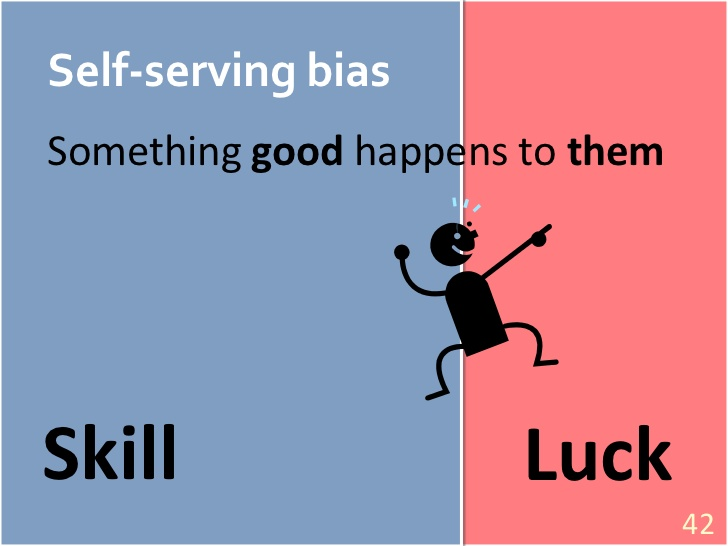 Self-serving bias
Something good happens to them
Skill
Luck
42